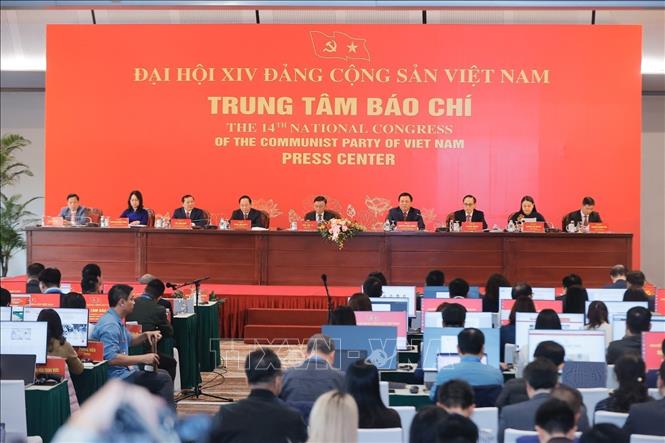 ĐẠI HỘI XIV ĐẢNG CỘNG SẢN VIỆT NAM
TRUNG TÂM BÁO CHÍ
THE 14TH NATIONAL CONGRESS
OF THE COMMUNIST PARTY OF VIET NAM
PRESS CENTER